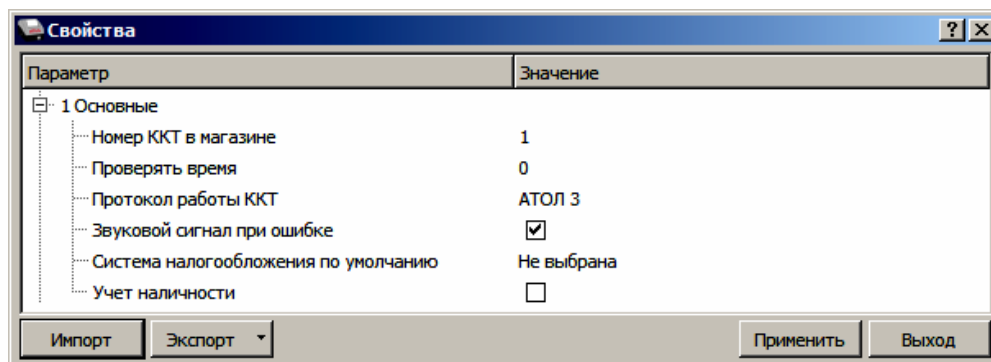 Свойства
Параметр Значение
1 Основные
Номер ККТ в магазине 1
Проверять время 0
Протокол работы ККТ АТОЛ 3
Звуковой сигнал при ошибке
Система налогообложения по умолчанию Не выбрана
Учет наличности
Импорт Экспорт Применить Выход